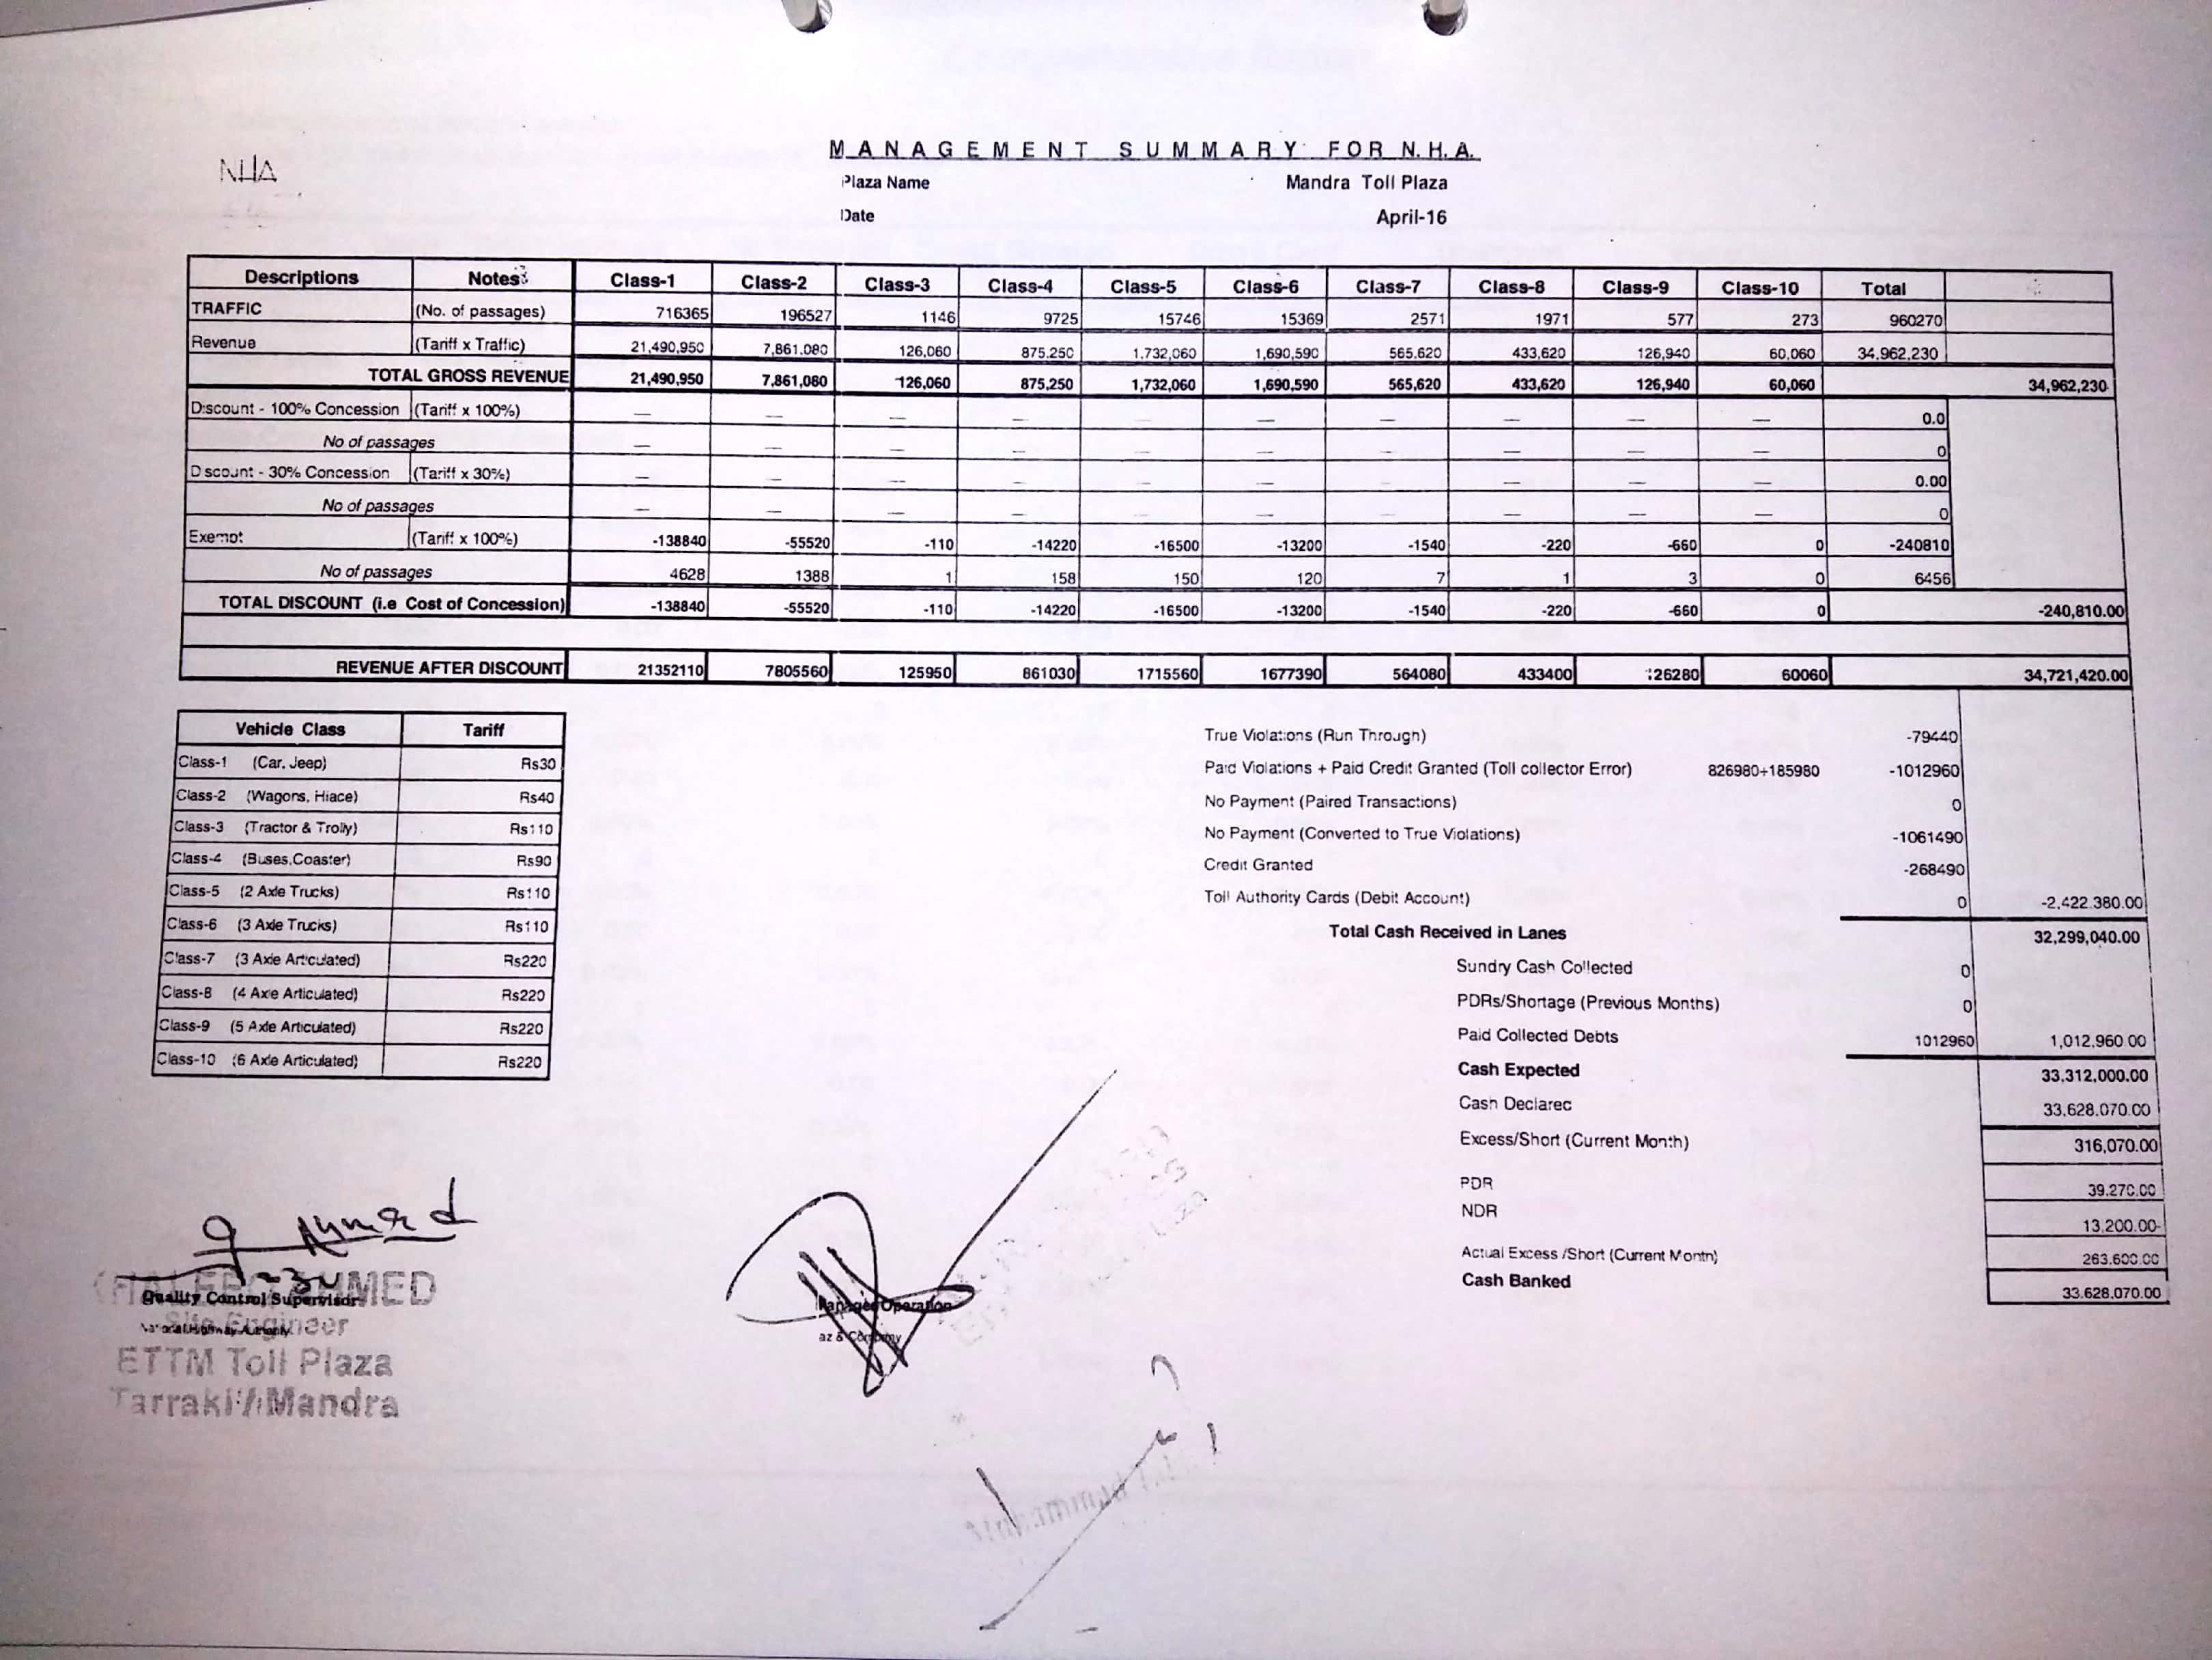 NHA
MANAGEMENT SUMMARY FOR N.H.A.
Plaza Name Mandra Toll Plaza
Date April-16
Descriptions Notes Class-1 Class-2 Class-3 Class-4 Class-5 Class-6 Class-7 Class-8 Class-9 Class-10 Total
TRAFFIC (No. of passages) 716365 196527 1146 9725 15746 15369 2571 1971 577 273 960270
Revenue (Tariff x Traffic) 21,490,950 7,861.080 126,060 875.250 1.732,060 1,690,590 565.620 433,620 126,940 60.060 34.962,230
TOTAL GROSS REVENUE 21,490,950 7,861,080 126,060 875,250 1,732,060 1,690,590 565,620 433,620 126,940 60,060 34,962,230
Discount - 100% Concession (Tariff x 100%) — — — — — — — — — — 0.0
No of passages — — — — — — — — — — 0
Discount - 30% Concession (Tariff x 30%) — — — — — — — — — — 0.00
No of passages — — — — — — — — — — 0
Exempt (Tariff x 100%) -138840 -55520 -110 -14220 -16500 -13200 -1540 -220 -660 0 -240810
No of passages 4628 1388 1 158 150 120 7 1 3 0 6456
TOTAL DISCOUNT (i.e Cost of Concession) -138840 -55520 -110 -14220 -16500 -13200 -1540 -220 -660 0 -240,810.00
REVENUE AFTER DISCOUNT 21352110 7805560 125950 861030 1715560 1677390 564080 433400 126280 60060 34,721,420.00
Vehicle Class Tariff
Class-1 (Car, Jeep) Rs30
Class-2 (Wagons, Hiace) Rs40
Class-3 (Tractor & Trolly) Rs110
Class-4 (Buses,Coaster) Rs90
Class-5 (2 Axle Trucks) Rs110
Class-6 (3 Axle Trucks) Rs110
Class-7 (3 Axle Articulated) Rs220
Class-8 (4 Axe Articulated) Rs220
Class-9 (5 Axle Articulated) Rs220
Class-10 (6 Axle Articulated) Rs220
True Violations (Run Through) -79440
Paid Violations + Paid Credit Granted (Toll collector Error) 826980+185980 -1012960
No Payment (Paired Transactions) 0
No Payment (Converted to True Violations) -1061490
Credit Granted -268490
Toll Authority Cards (Debit Account) 0 -2,422.380.00
Total Cash Received in Lanes 32,299,040.00
Sundry Cash Collected 0
PDRs/Shortage (Previous Months) 0
Paid Collected Debts 1012960 1,012,960.00
Cash Expected 33,312,000.00
Cash Declared 33,628.070.00
Excess/Short (Current Month) 316,070.00
PDR 39.270.00
NDR 13,200.00-
Actual Excess /Short (Current Month) 263.600.00
Cash Banked 33.628,070.00
Ahmed
KHALEEQ AHMED
Quality Control Supervisor
Site Engineer
National Highway Authority
ETTM Toll Plaza
Tarraki / Mandra
Manager Operation
az & Company